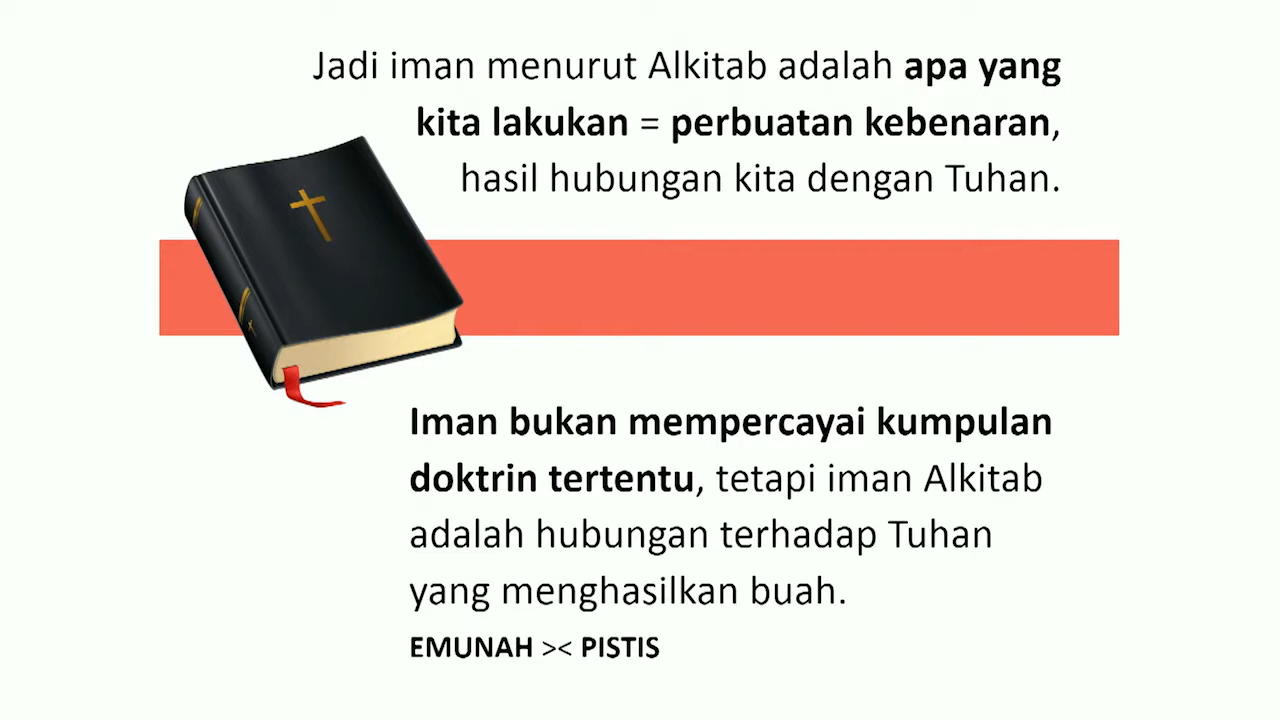 Jadi iman menurut Alkitab adalah apa yang
kita lakukan = perbuatan kebenaran,
hasil hubungan kita dengan Tuhan.
Iman bukan mempercayai kumpulan
doktrin tertentu, tetapi iman Alkitab
adalah hubungan terhadap Tuhan
yang menghasilkan buah.
EMUNAH >< PISTIS